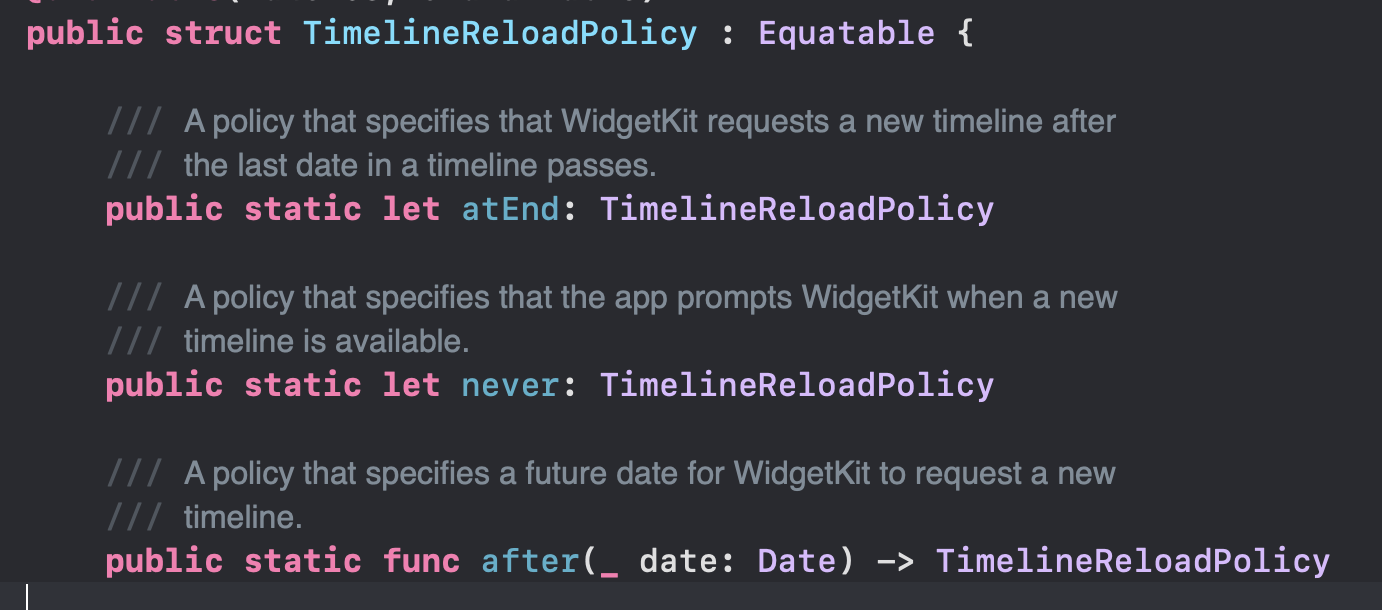 public struct TimelineReloadPolicy : Equatable {
/// A policy that specifies that WidgetKit requests a new timeline after
/// the last date in a timeline passes.
public static let atEnd: TimelineReloadPolicy
/// A policy that specifies that the app prompts WidgetKit when a new
/// timeline is available.
public static let never: TimelineReloadPolicy
/// A policy that specifies a future date for WidgetKit to request a new
/// timeline.
public static func after(_ date: Date) -> TimelineReloadPolicy